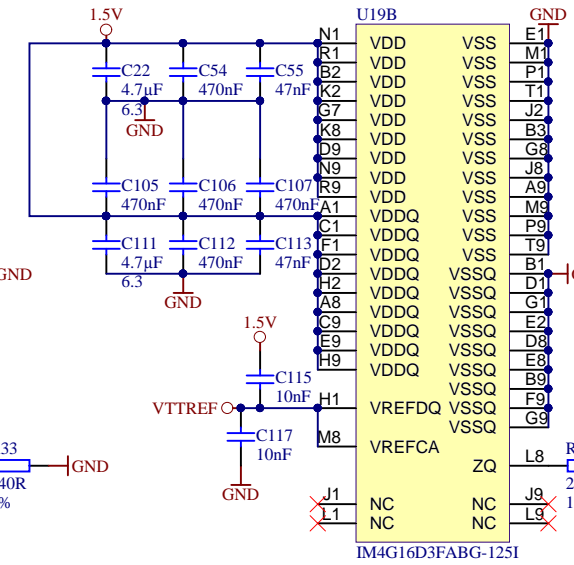 1.5V
U19B
GND
N1 VDD VSS E1
R1 VDD VSS M1
B2 VDD VSS P1
K2 VDD VSS T1
G7 VDD VSS J2
K8 VDD VSS B3
D9 VDD VSS G8
N9 VDD VSS J8
R9 VDD VSS A9
A1 VDDQ VSS M9
C1 VDDQ VSS P9
F1 VDDQ VSS T9
D2 VDDQ VSSQ B1
H2 VDDQ VSSQ D1
A8 VDDQ VSSQ G1
C9 VDDQ VSSQ E2
E9 VDDQ VSSQ D8
H9 VDDQ VSSQ E8
VSSQ B9
H1 VREFDQ VSSQ F9
VSSQ G9
M8 VREFCA
ZQ L8
J1 NC NC J9
L1 NC NC L9
IM4G16D3FABG-125I
C22
4.7µF
6.3
C54
470nF
C55
47nF
GND
C105
470nF
C106
470nF
C107
470nF
C111
4.7µF
6.3
C112
470nF
C113
47nF
GND
GND
1.5V
C115
10nF
VTTREF
C117
10nF
GND
33
40R
%
GND
G
R
2
1